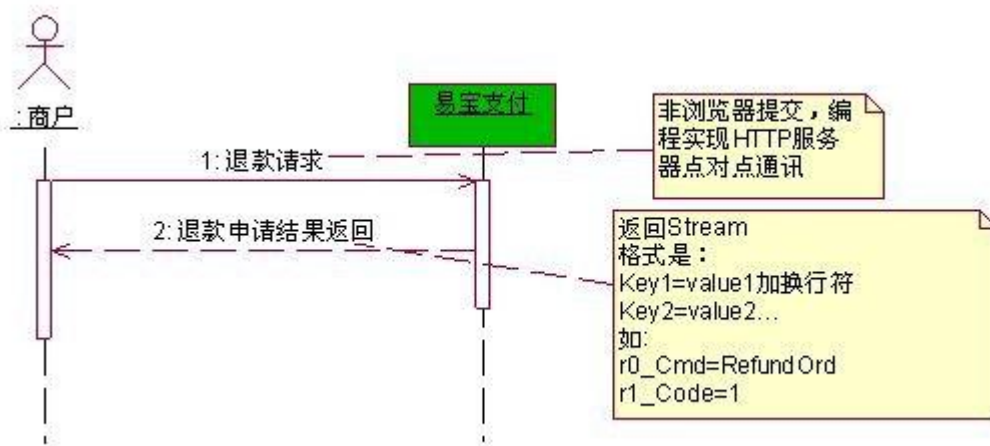 :商户
易宝支付
非浏览器提交，编
程实现HTTP服务
器点对点通讯
1:退款请求
2:退款申请结果返回
返回Stream
格式是：
Key1=value1加换行符
Key2=value2...
如:
r0_Cmd=RefundOrd
r1_Code=1